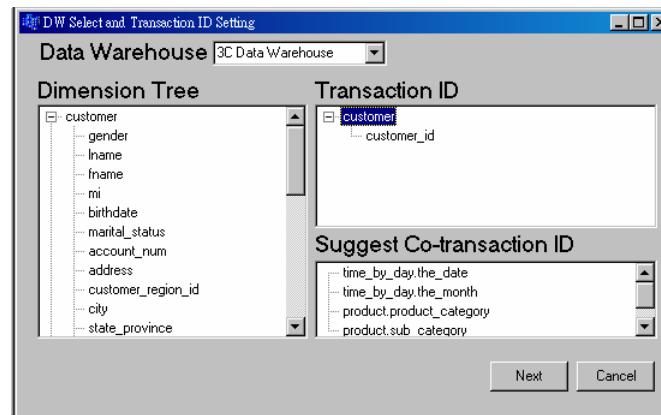 DW Select and Transaction ID Setting
Data Warehouse 3C Data Warehouse
Dimension Tree
customer
gender
lname
fname
mi
birthdate
marital_status
account_num
address
customer_region_id
city
state_province
Transaction ID
customer
customer_id
Suggest Co-transaction ID
time_by_day.the_date
time_by_day.the_month
product.product_category
product.sub_category
Next Cancel